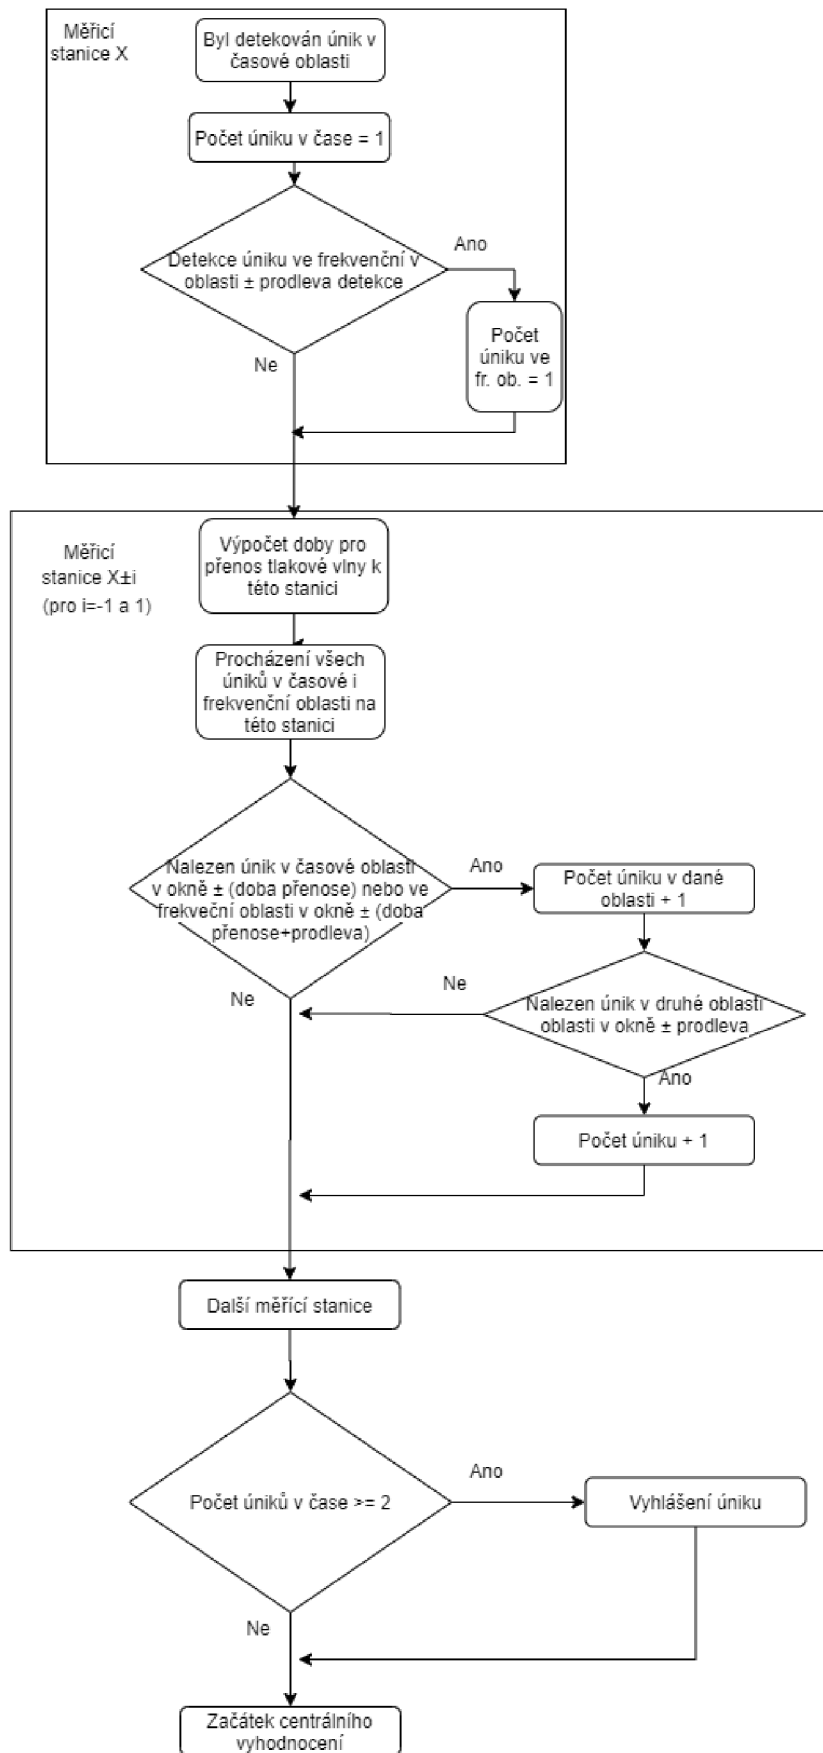 Měřicí
stanice X
Byl detekován únik v
časové oblasti
Počet úniku v čase = 1
Detekce úniku ve frekvenční v
oblasti ± prodleva detekce
Ano
Ne
Počet
úniku ve
fr. ob. = 1
Měřicí
stanice X±i
(pro i=-1 a 1)
Výpočet doby pro
přenos tlakové vlny k
této stanici
Procházení všech
úniků v časové i
frekvenční oblasti na
této stanici
Nalezen únik v časové oblasti
v okně ± (doba přenose) nebo ve
frekveční oblasti v okně ± (doba
přenose+prodleva)
Ano
Ne
Počet úniku v dané
oblasti + 1
Ne
Nalezen únik v druhé oblasti
oblasti v okně ± prodleva
Ano
Počet úniku + 1
Další měřící stanice
Počet úniků v čase >= 2
Ano
Vyhlášení úniku
Ne
Začátek centrálního
vyhodnocení